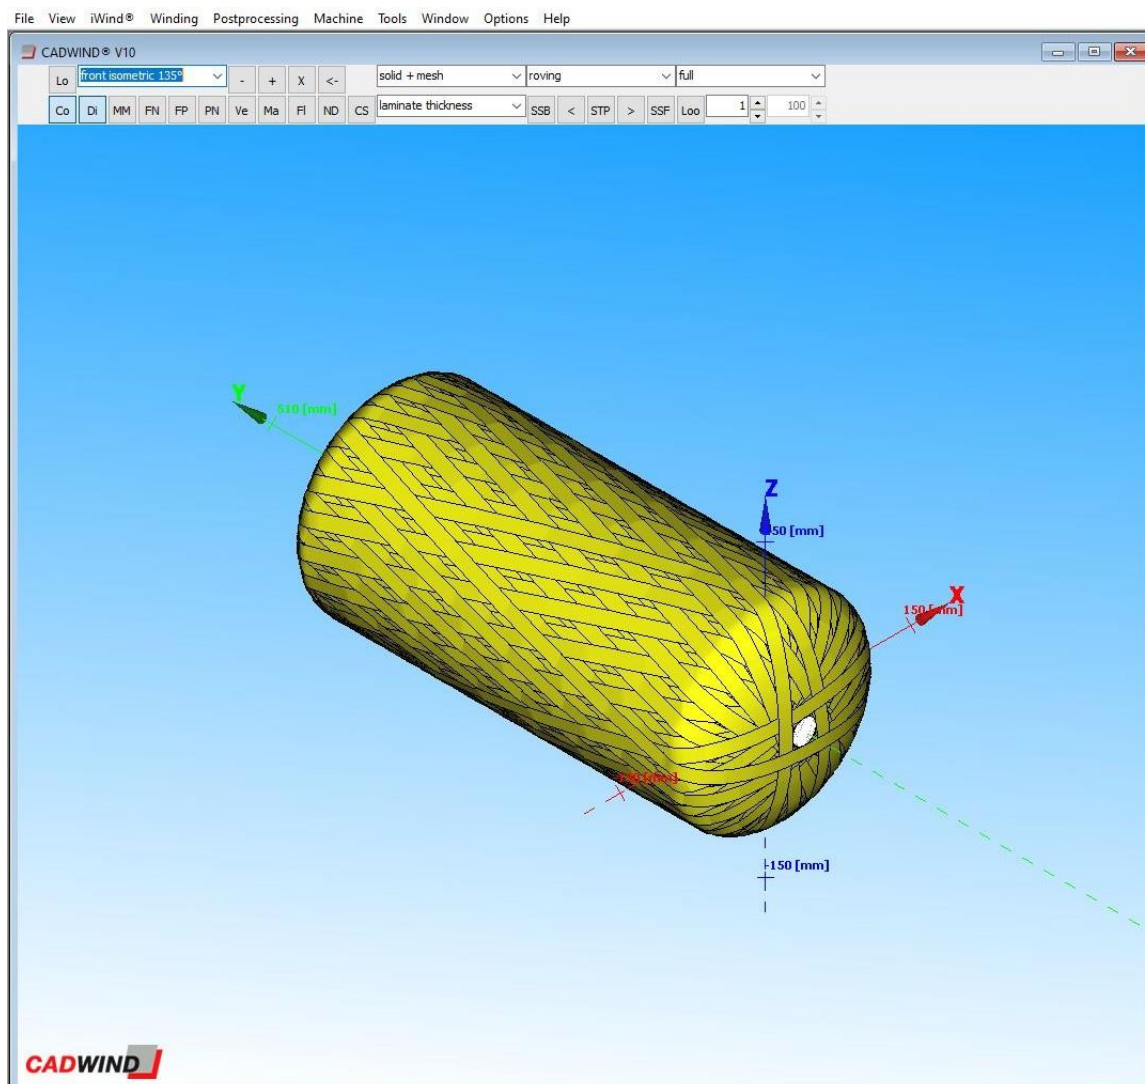 File View iWind® Winding Postprocessing Machine Tools Window Options Help
CADWIND® V10
Lo front isometric 135° - + X <- solid + mesh roving full
Co Di MM FN FP PN Ve Ma Fl ND CS laminate thickness SSB < STP > SSF Loo 1 100
Y
610 [mm]
Z
50 [mm]
X
150 [mm]
[mm]
-150 [mm]
CADWIND